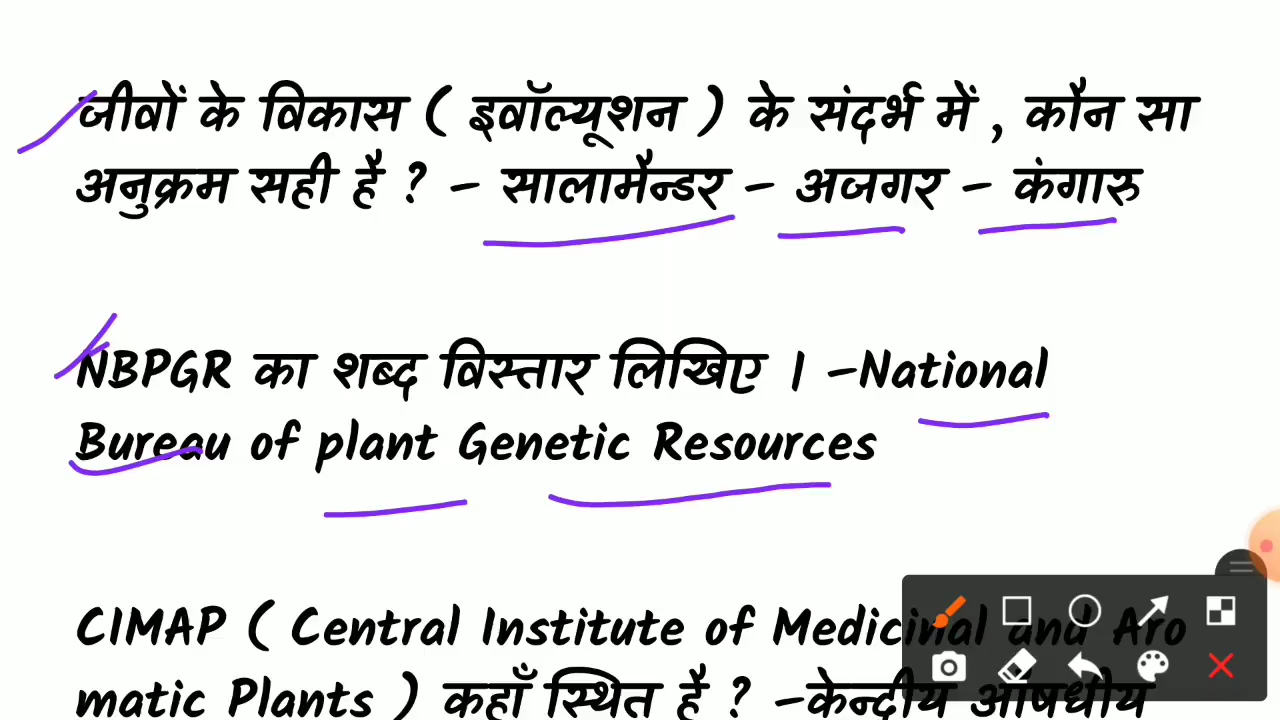 जीवों के विकास ( इवॉल्यूशन ) के संदर्भ में , कौन सा
अनुक्रम सही है ? – सालामैन्डर – अजगर – कंगारु
NBPGR का शब्द विस्तार लिखिए । –National
Bureau of plant Genetic Resources
CIMAP ( Central Institute of Medicinal and Aro
matic Plants ) कहाँ स्थित है ? –केन्द्रीय औषधीय